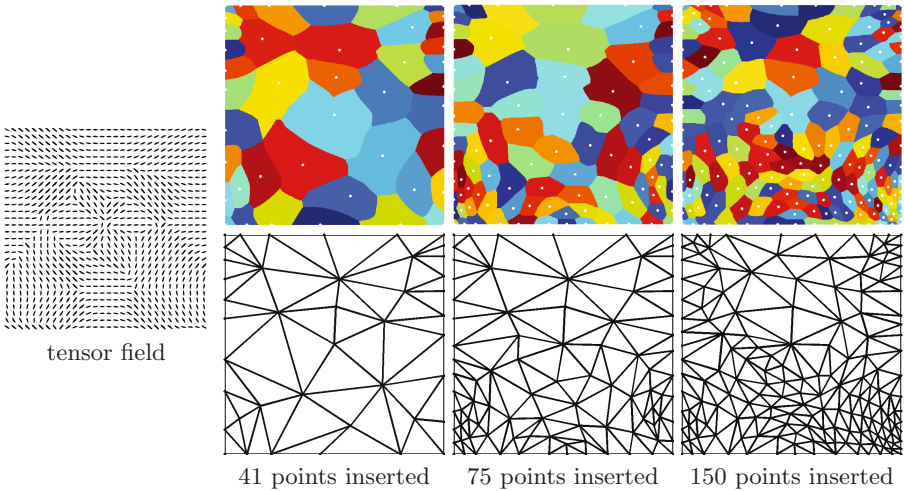 tensor field
41 points inserted
75 points inserted
150 points inserted